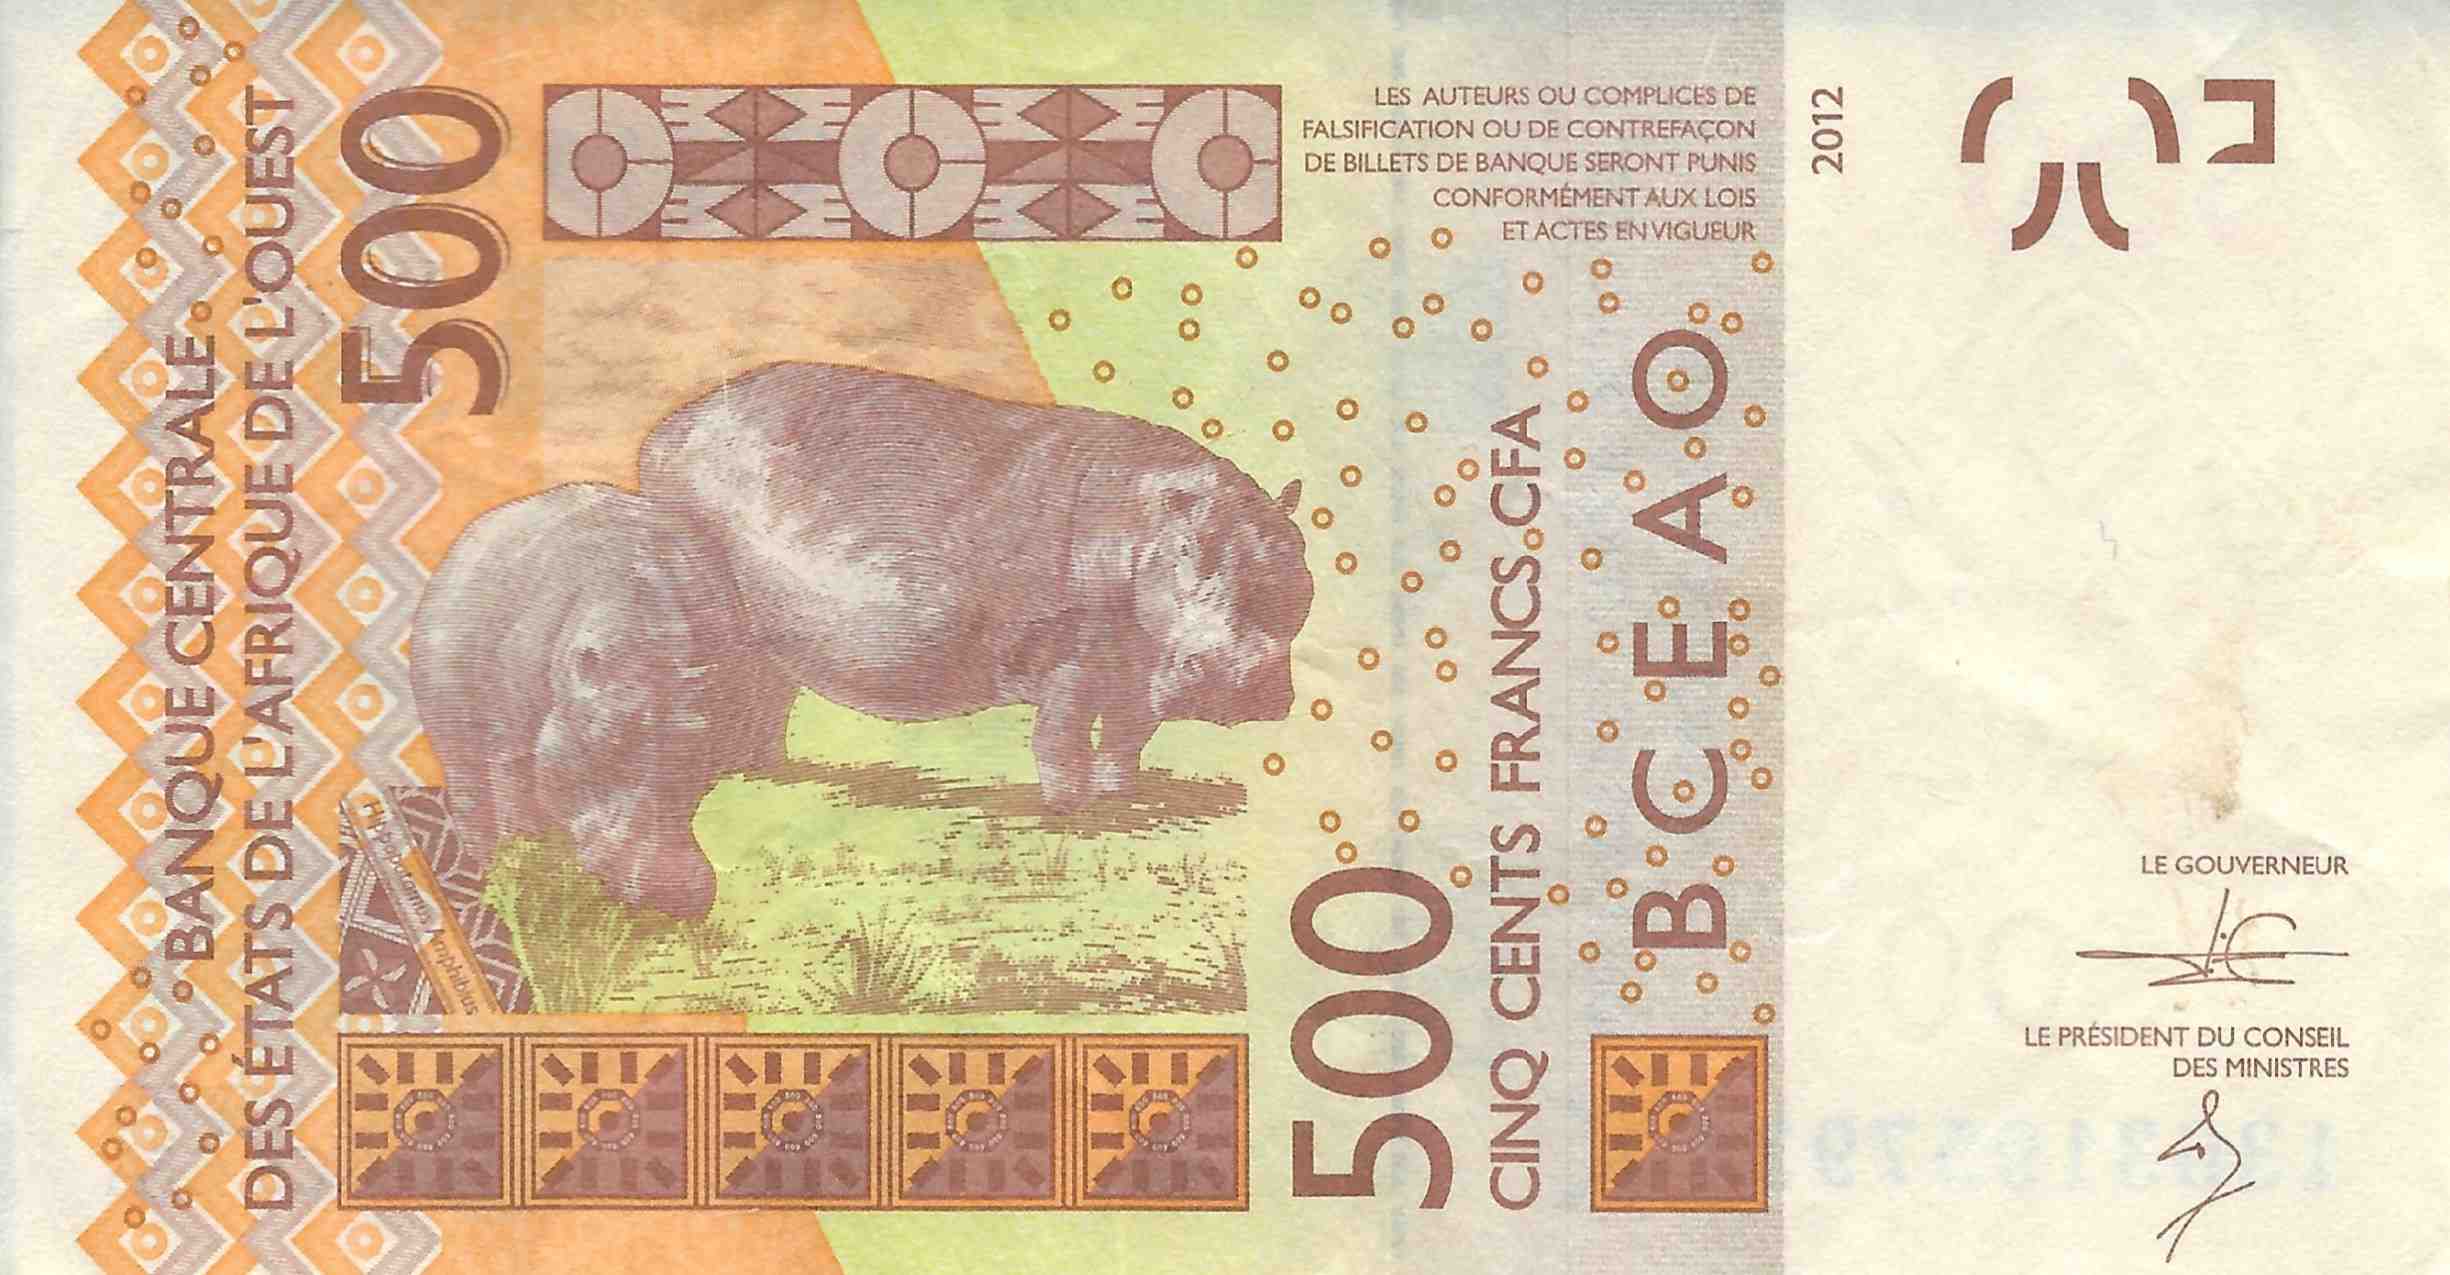 BANQUE CENTRALE
DES ÉTATS DE L'AFRIQUE DE L'OUEST
500
LES AUTEURS OU COMPLICES DE
FALSIFICATION OU DE CONTREFAÇON
DE BILLETS DE BANQUE SERONT PUNIS
CONFORMÉMENT AUX LOIS
ET ACTES EN VIGUEUR
2012
Hippopotamus Amphibius
500
CINQ CENTS FRANCS CFA
BCEAO
LE GOUVERNEUR
LE PRÉSIDENT DU CONSEIL
DES MINISTRES